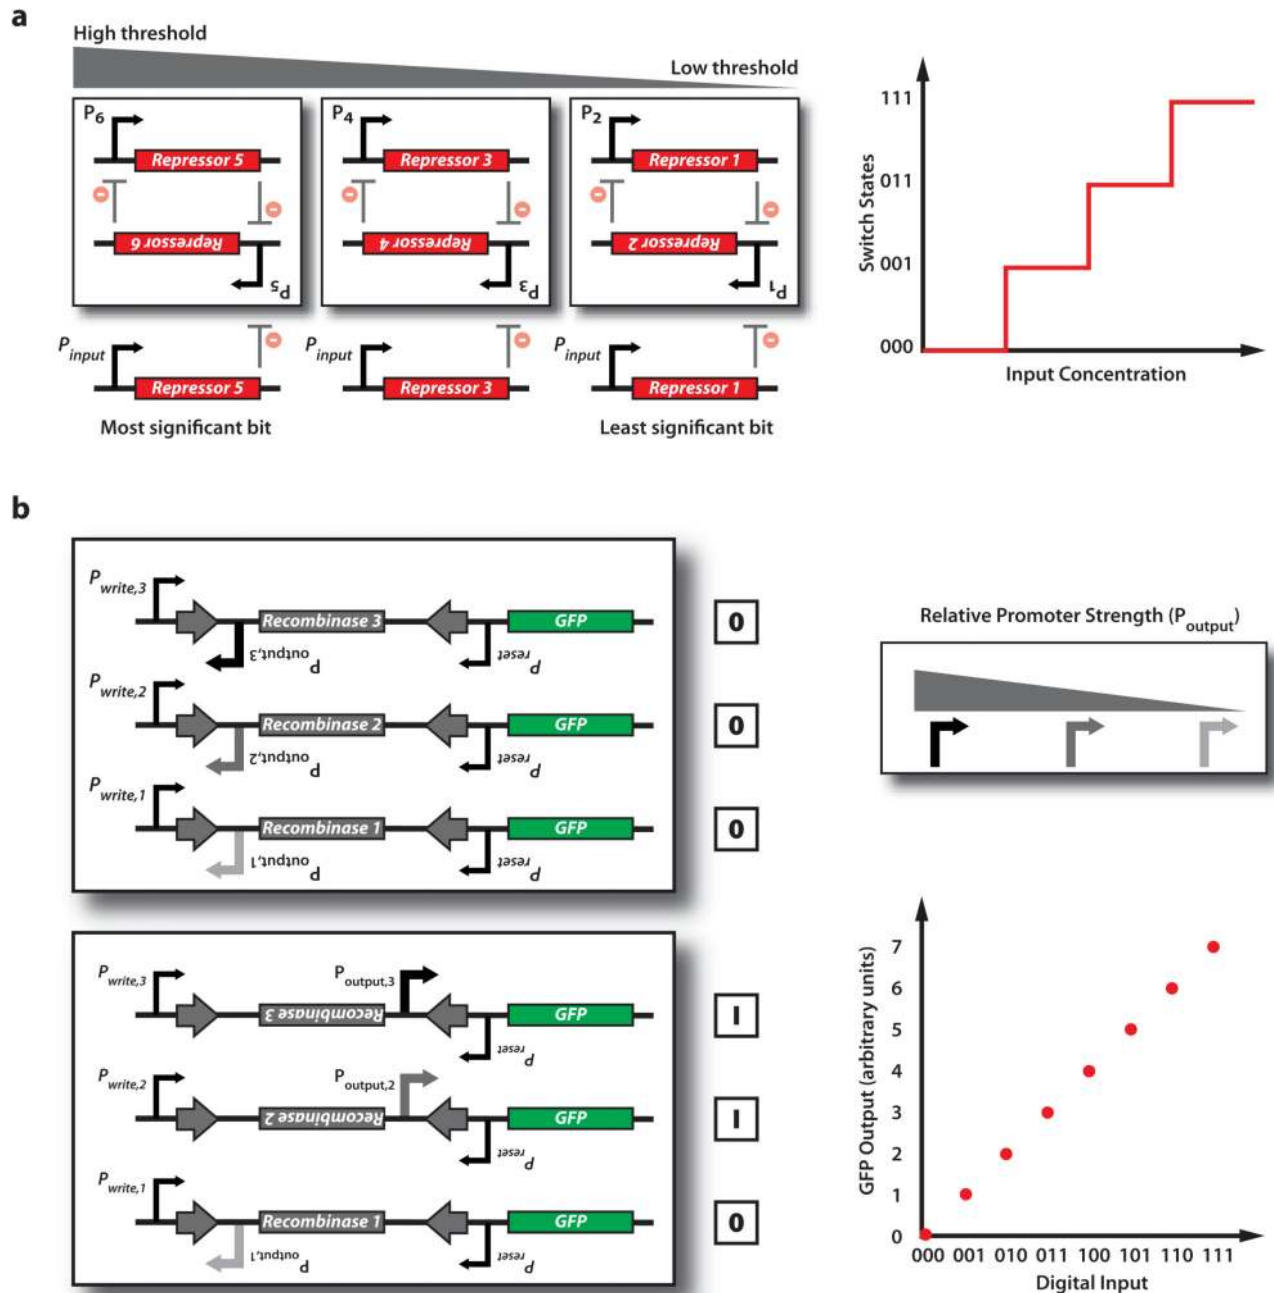 a
High threshold
Low threshold
P6 P4 P2
Repressor 5 Repressor 3 Repressor 1
Repressor 6 Repressor 4 Repressor 2
P5 P3 P1
Pinput Pinput Pinput
Repressor 5 Repressor 3 Repressor 1
Most significant bit Least significant bit
Switch States
111
011
001
000
Input Concentration
b
Pwrite,3
Recombinase 3 GFP 0
Poutput,3 Preset
Pwrite,2
Recombinase 2 GFP 0
Poutput,2 Preset
Pwrite,1
Recombinase 1 GFP 0
Poutput,1 Preset
Relative Promoter Strength (Poutput)
Pwrite,3 Poutput,3
Recombinase 3 GFP I
Preset
Pwrite,2 Poutput,2
Recombinase 2 GFP I
Preset
Pwrite,1
Recombinase 1 GFP 0
Poutput,1 Preset
GFP Output (arbitrary units)
7
6
5
4
3
2
1
0
000 001 010 011 100 101 110 111
Digital Input